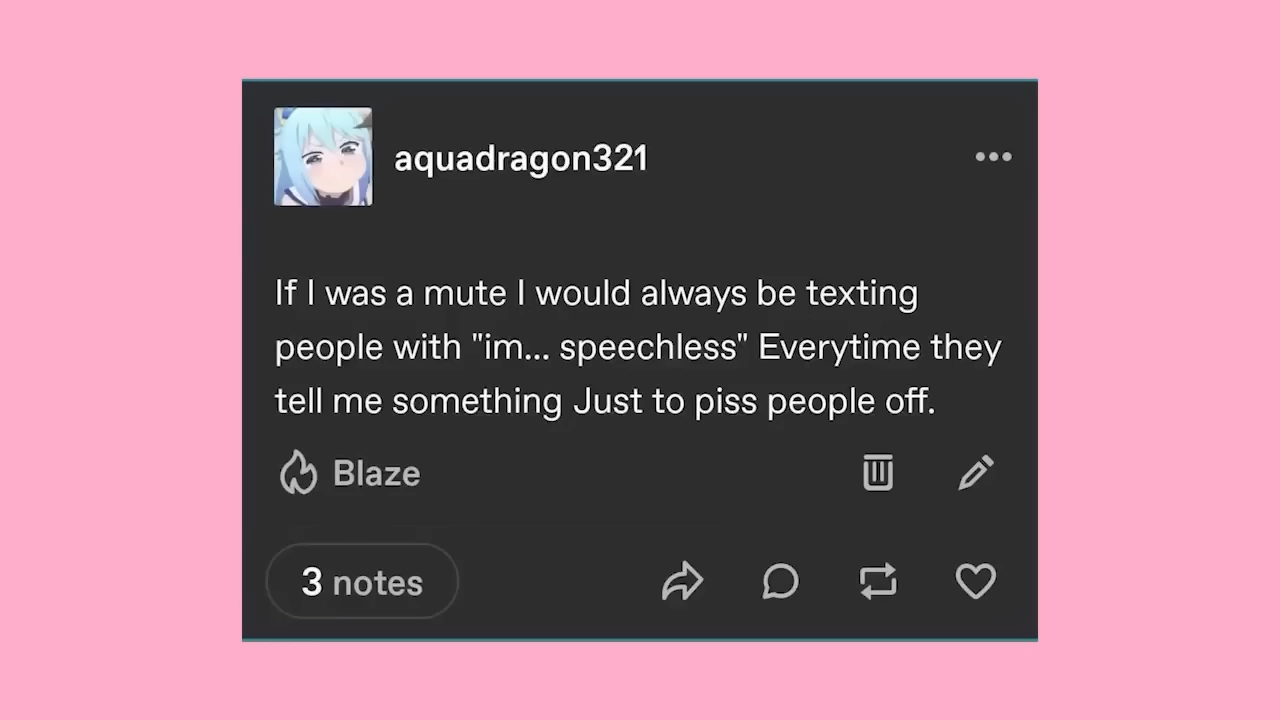 aquadragon321
If I was a mute I would always be texting
people with "im... speechless" Everytime they
tell me something Just to piss people off.
Blaze
3 notes